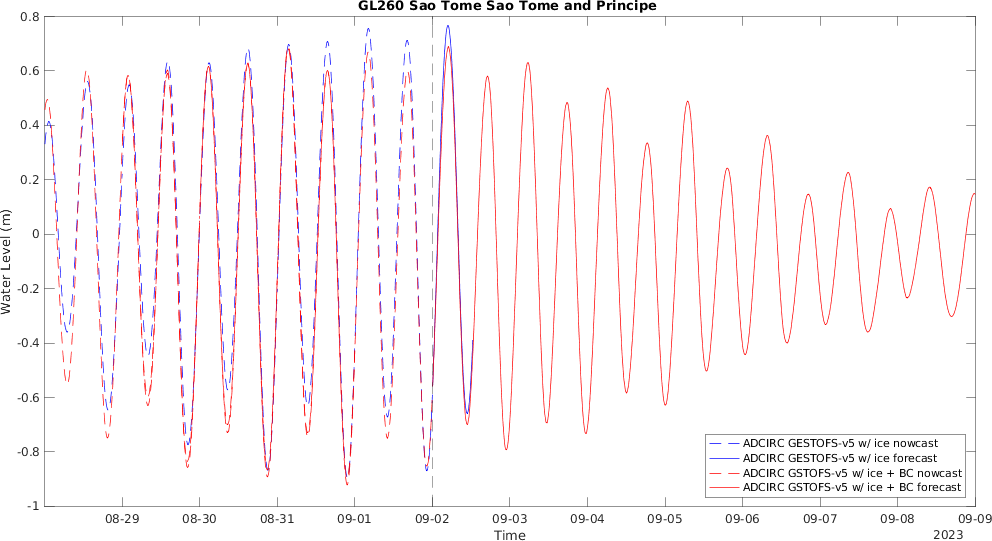 GL260 Sao Tome Sao Tome and Principe
Water Level (m)
0.8
0.6
0.4
0.2
0
-0.2
-0.4
-0.6
-0.8
-1
ADCIRC GESTOFS-v5 w/ ice nowcast
ADCIRC GESTOFS-v5 w/ ice forecast
ADCIRC GSTOFS-v5 w/ ice + BC nowcast
ADCIRC GSTOFS-v5 w/ ice + BC forecast
08-29 08-30 08-31 09-01 09-02 09-03 09-04 09-05 09-06 09-07 09-08 09-09
Time
2023